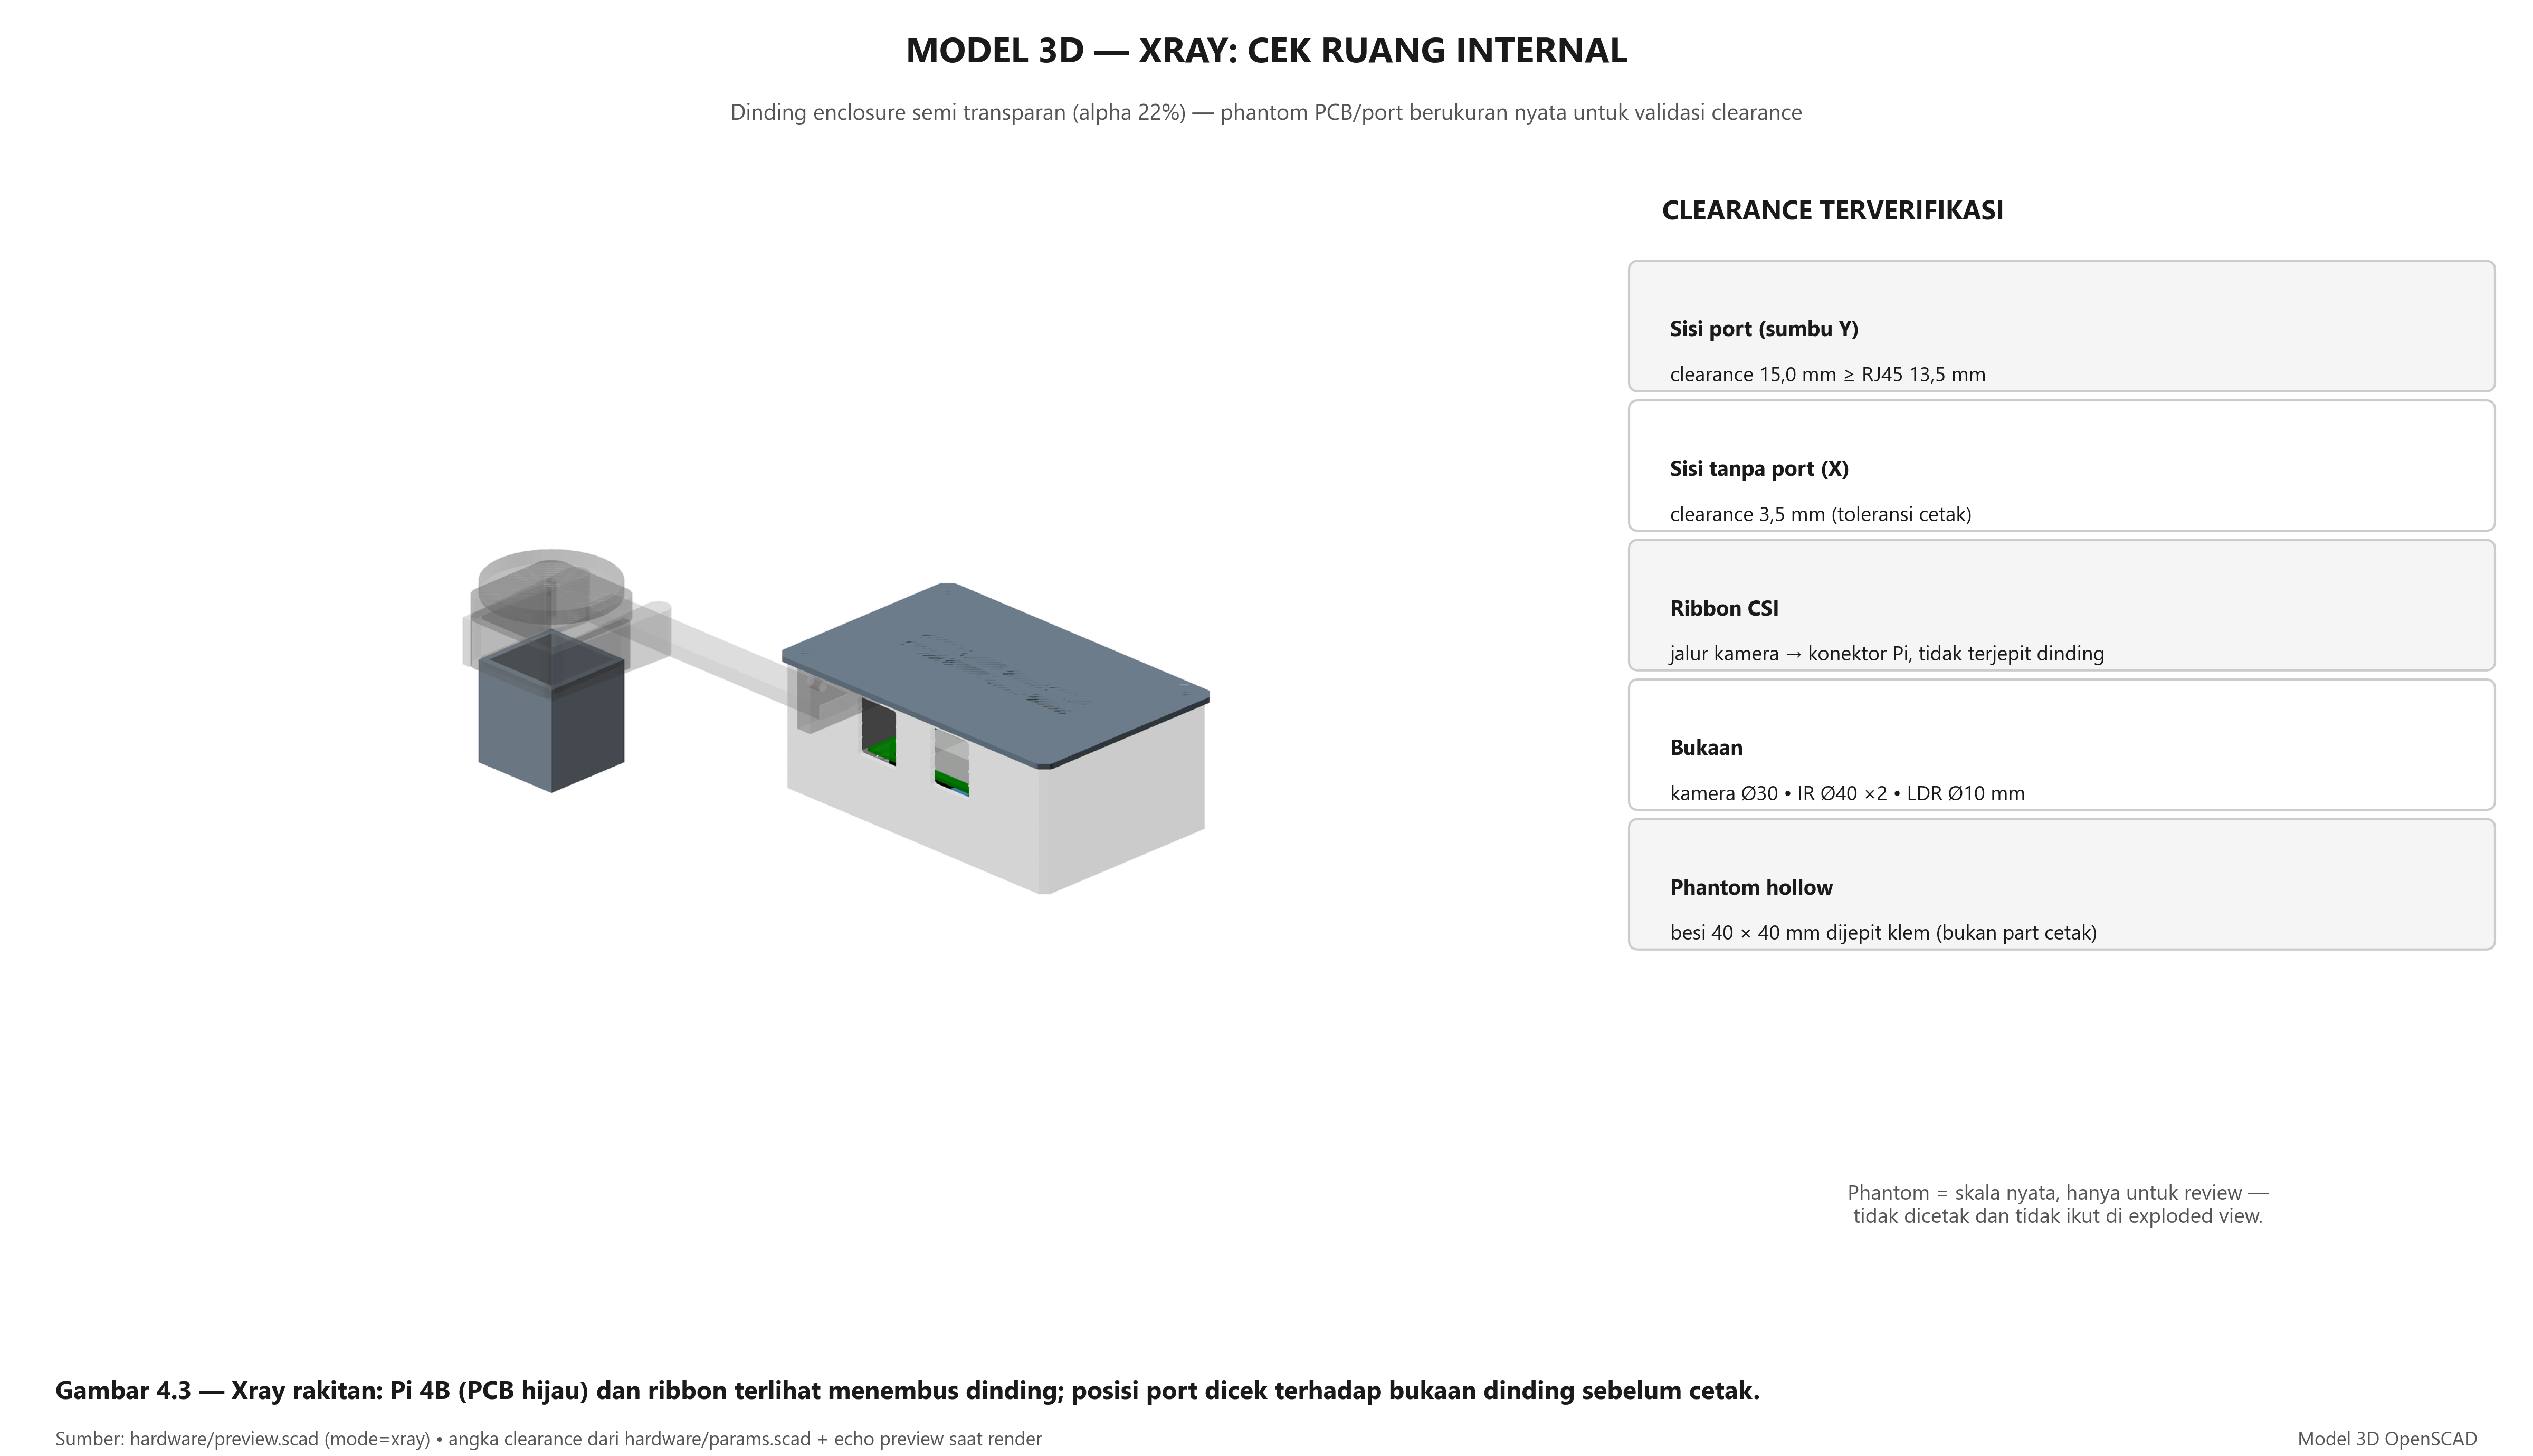 MODEL 3D — XRAY: CEK RUANG INTERNAL
Dinding enclosure semi transparan (alpha 22%) — phantom PCB/port berukuran nyata untuk validasi clearance
CLEARANCE TERVERIFIKASI
Sisi port (sumbu Y)
clearance 15,0 mm ≥ RJ45 13,5 mm
Sisi tanpa port (X)
clearance 3,5 mm (toleransi cetak)
Ribbon CSI
jalur kamera → konektor Pi, tidak terjepit dinding
Bukaan
kamera Ø30 • IR Ø40 ×2 • LDR Ø10 mm
Phantom hollow
besi 40 × 40 mm dijepit klem (bukan part cetak)
Phantom = skala nyata, hanya untuk review —
tidak dicetak dan tidak ikut di exploded view.
Gambar 4.3 — Xray rakitan: Pi 4B (PCB hijau) dan ribbon terlihat menembus dinding; posisi port dicek terhadap bukaan dinding sebelum cetak.
Sumber: hardware/preview.scad (mode=xray) • angka clearance dari hardware/params.scad + echo preview saat render
Model 3D OpenSCAD